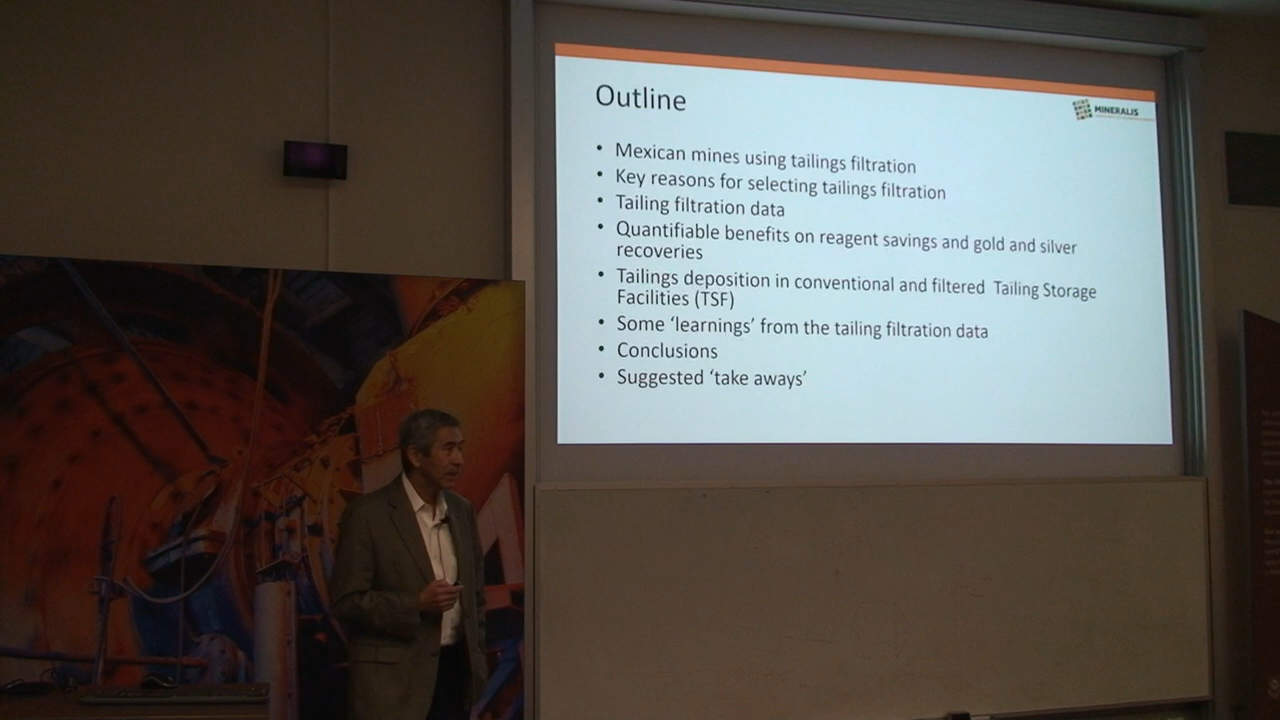 Outline
MINERALIS
• Mexican mines using tailings filtration
• Key reasons for selecting tailings filtration
• Tailing filtration data
• Quantifiable benefits on reagent savings and gold and silver
recoveries
• Tailings deposition in conventional and filtered  Tailing Storage
Facilities (TSF)
• Some ‘learnings’ from the tailing filtration data
• Conclusions
• Suggested ‘take aways’